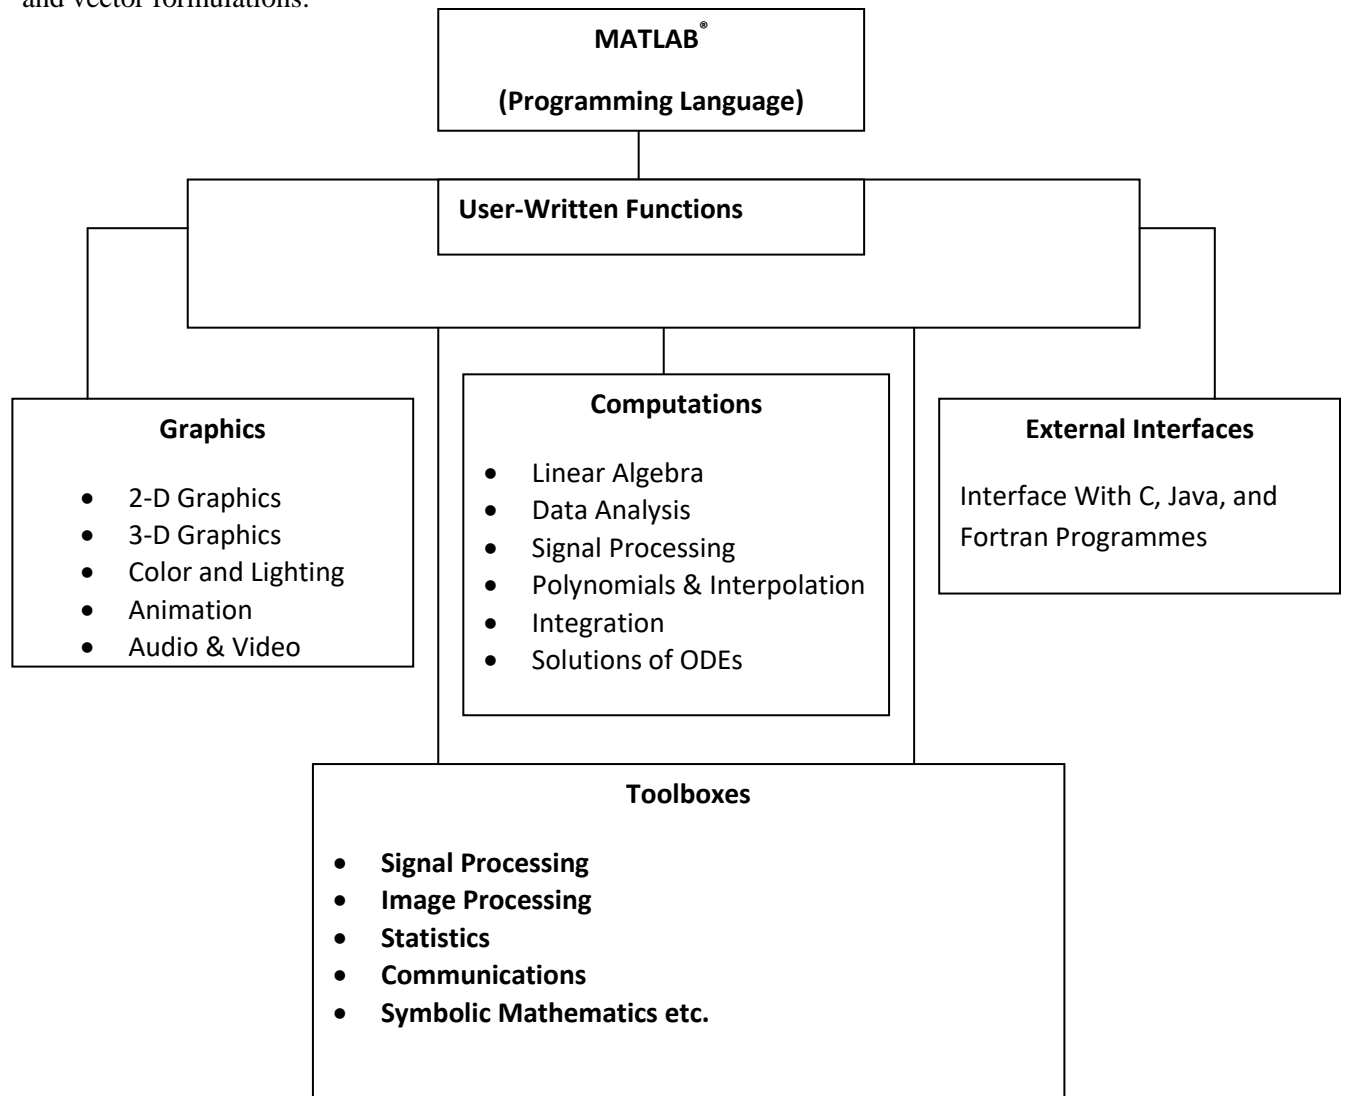 and vector formulations.
MATLAB®
(Programming Language)
User-Written Functions
Graphics
• 2-D Graphics
• 3-D Graphics
• Color and Lighting
• Animation
• Audio & Video
Computations
• Linear Algebra
• Data Analysis
• Signal Processing
• Polynomials & Interpolation
• Integration
• Solutions of ODEs
External Interfaces
Interface With C, Java, and
Fortran Programmes
Toolboxes
• Signal Processing
• Image Processing
• Statistics
• Communications
• Symbolic Mathematics etc.